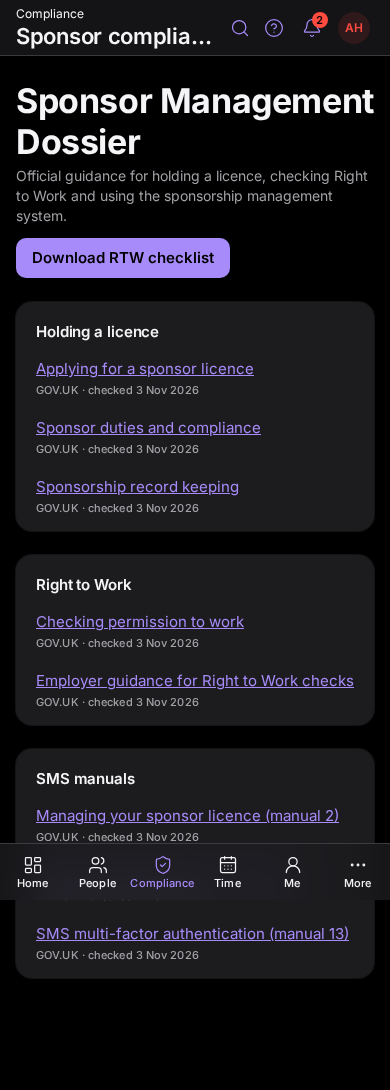 Compliance
Sponsor complia...
2
AH
Sponsor Management
Dossier
Official guidance for holding a licence, checking Right
to Work and using the sponsorship management
system.
Download RTW checklist
Holding a licence
Applying for a sponsor licence
GOV.UK · checked 3 Nov 2026
Sponsor duties and compliance
GOV.UK · checked 3 Nov 2026
Sponsorship record keeping
GOV.UK · checked 3 Nov 2026
Right to Work
Checking permission to work
GOV.UK · checked 3 Nov 2026
Employer guidance for Right to Work checks
GOV.UK · checked 3 Nov 2026
SMS manuals
Managing your sponsor licence (manual 2)
GOV.UK · checked 3 Nov 2026
Home
People
Compliance
Time
Me
More
SMS multi-factor authentication (manual 13)
GOV.UK · checked 3 Nov 2026